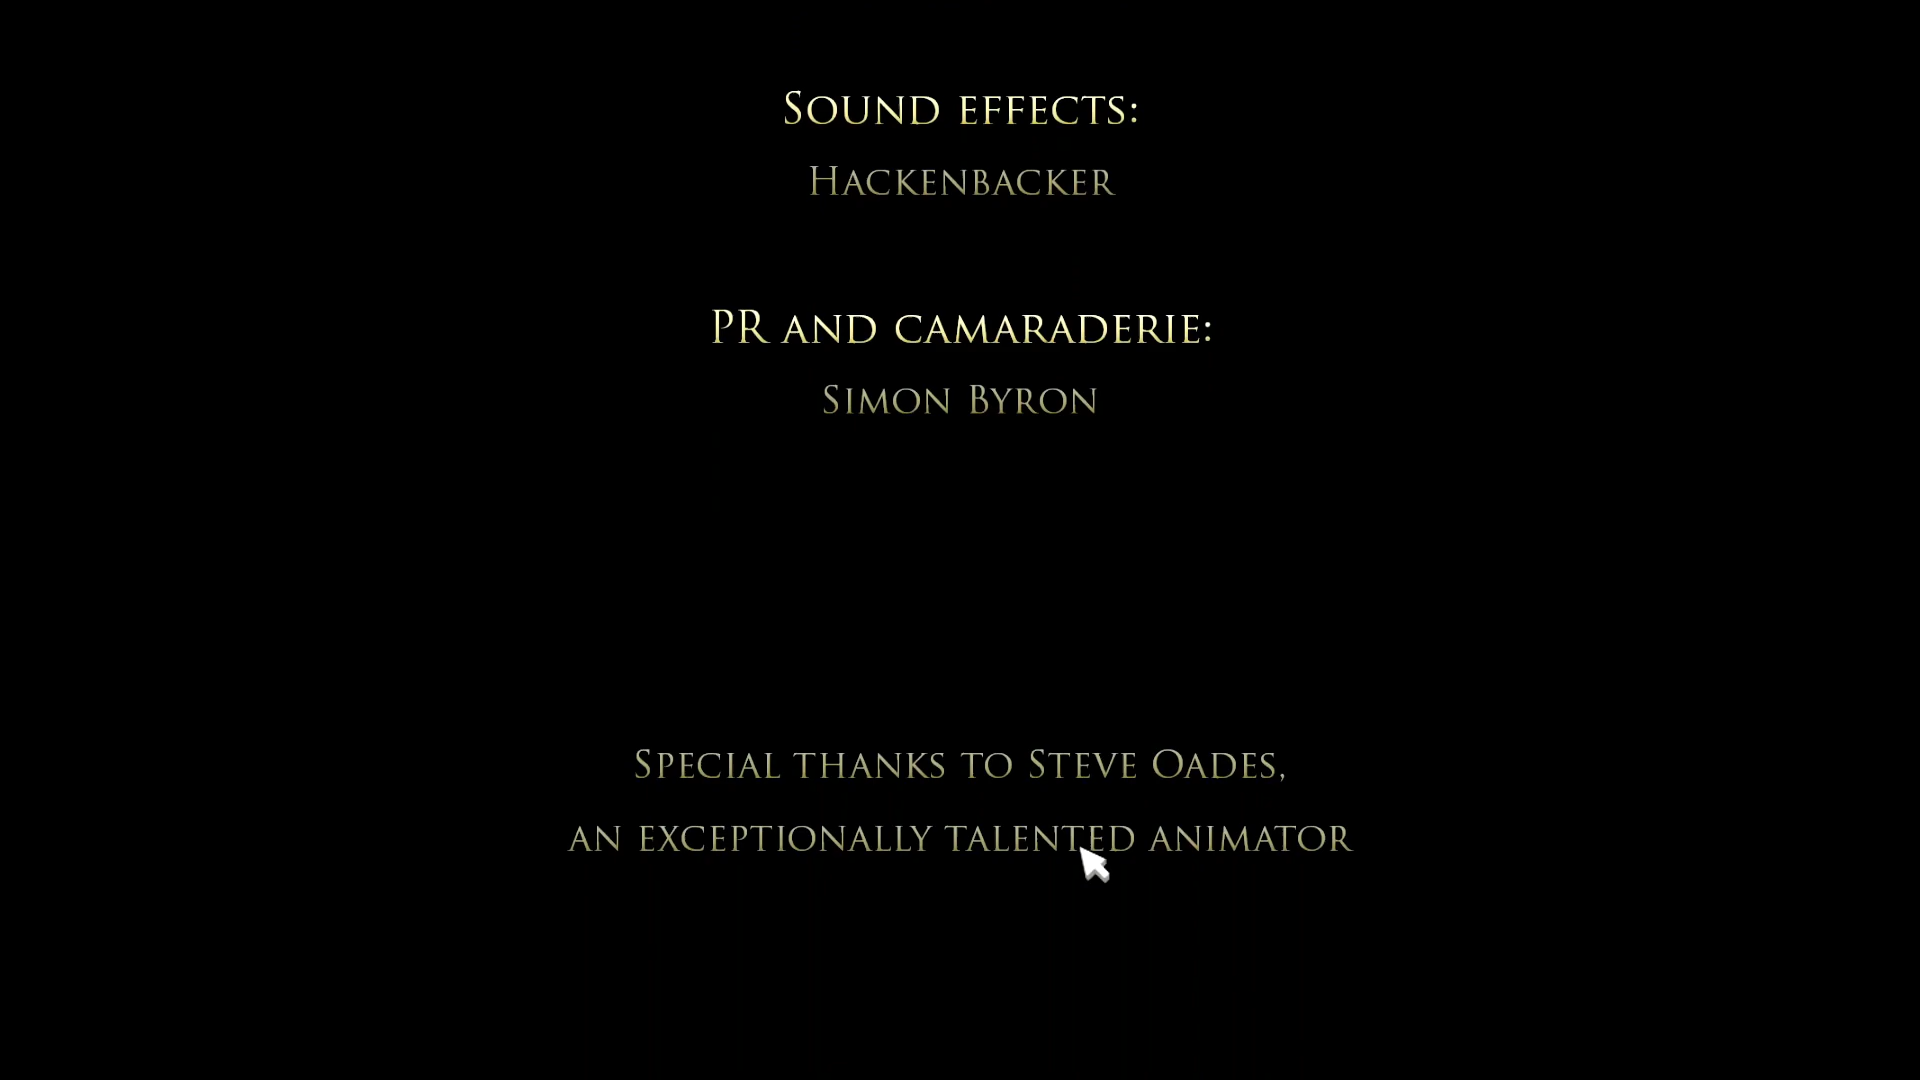 Sound effects:
Hackenbacker
PR and camaraderie:
Simon Byron
Special thanks to Steve Oades,
an exceptionally talented animator